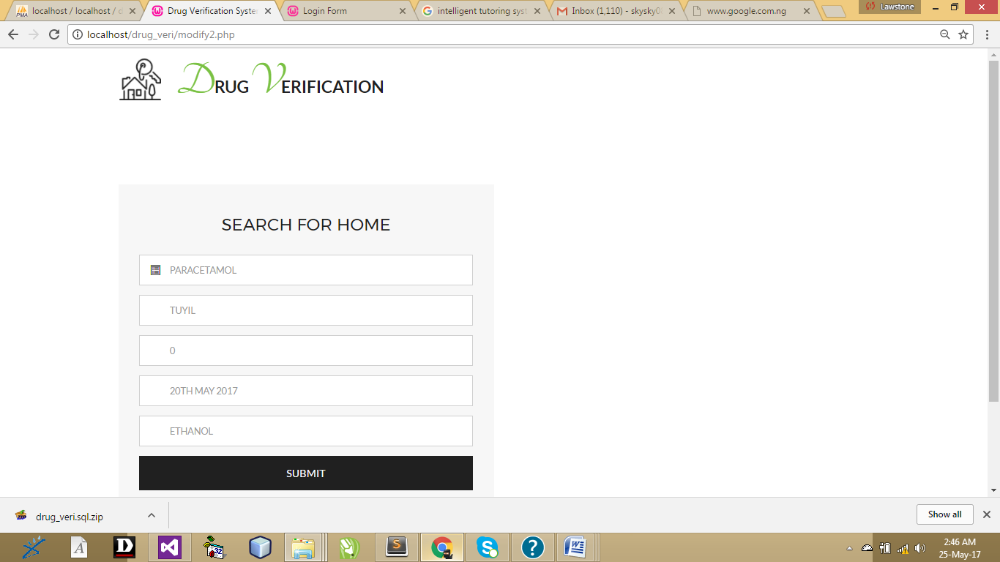 localhost / localhost / d
Drug Verification Syste
Login Form
intelligent tutoring syst
Inbox (1,110) - skysky0
www.google.com.ng
Lawstone
localhost/drug_veri/modify2.php
DRUG VERIFICATION
SEARCH FOR HOME
PARACETAMOL
TUYIL
0
20TH MAY 2017
ETHANOL
SUBMIT
drug_veri.sql.zip
Show all
2:46 AM
25-May-17